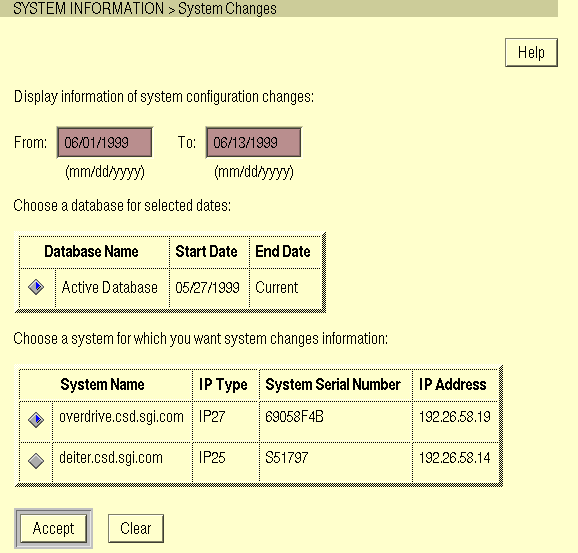 SYSTEM INFORMATION > System Changes
Help
Display information of system configuration changes:
From: 06/01/1999 To: 06/13/1999
(mm/dd/yyyy) (mm/dd/yyyy)
Choose a database for selected dates:
Database Name Start Date End Date
Active Database 05/27/1999 Current
Choose a system for which you want system changes information:
System Name IP Type System Serial Number IP Address
overdrive.csd.sgi.com IP27 69058F4B 192.26.58.19
deiter.csd.sgi.com IP25 S51797 192.26.58.14
Accept Clear